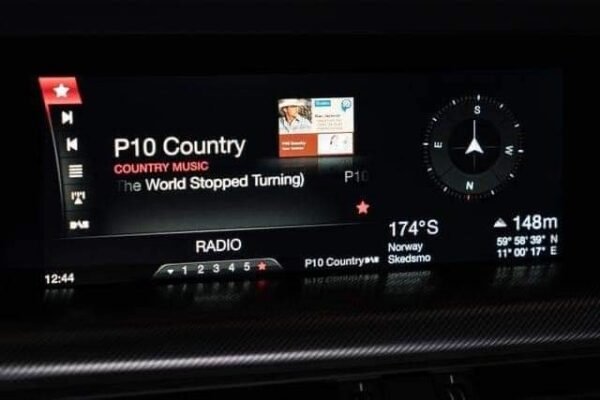 P10 Country
COUNTRY MUSIC
The World Stopped Turning)
P10
RADIO
1 2 3 4 5
P10 Country DAB
12:44
S
E
W
N
174°S
Norway
Skedsmo
148m
59° 58' 39" N
11° 00' 17" E